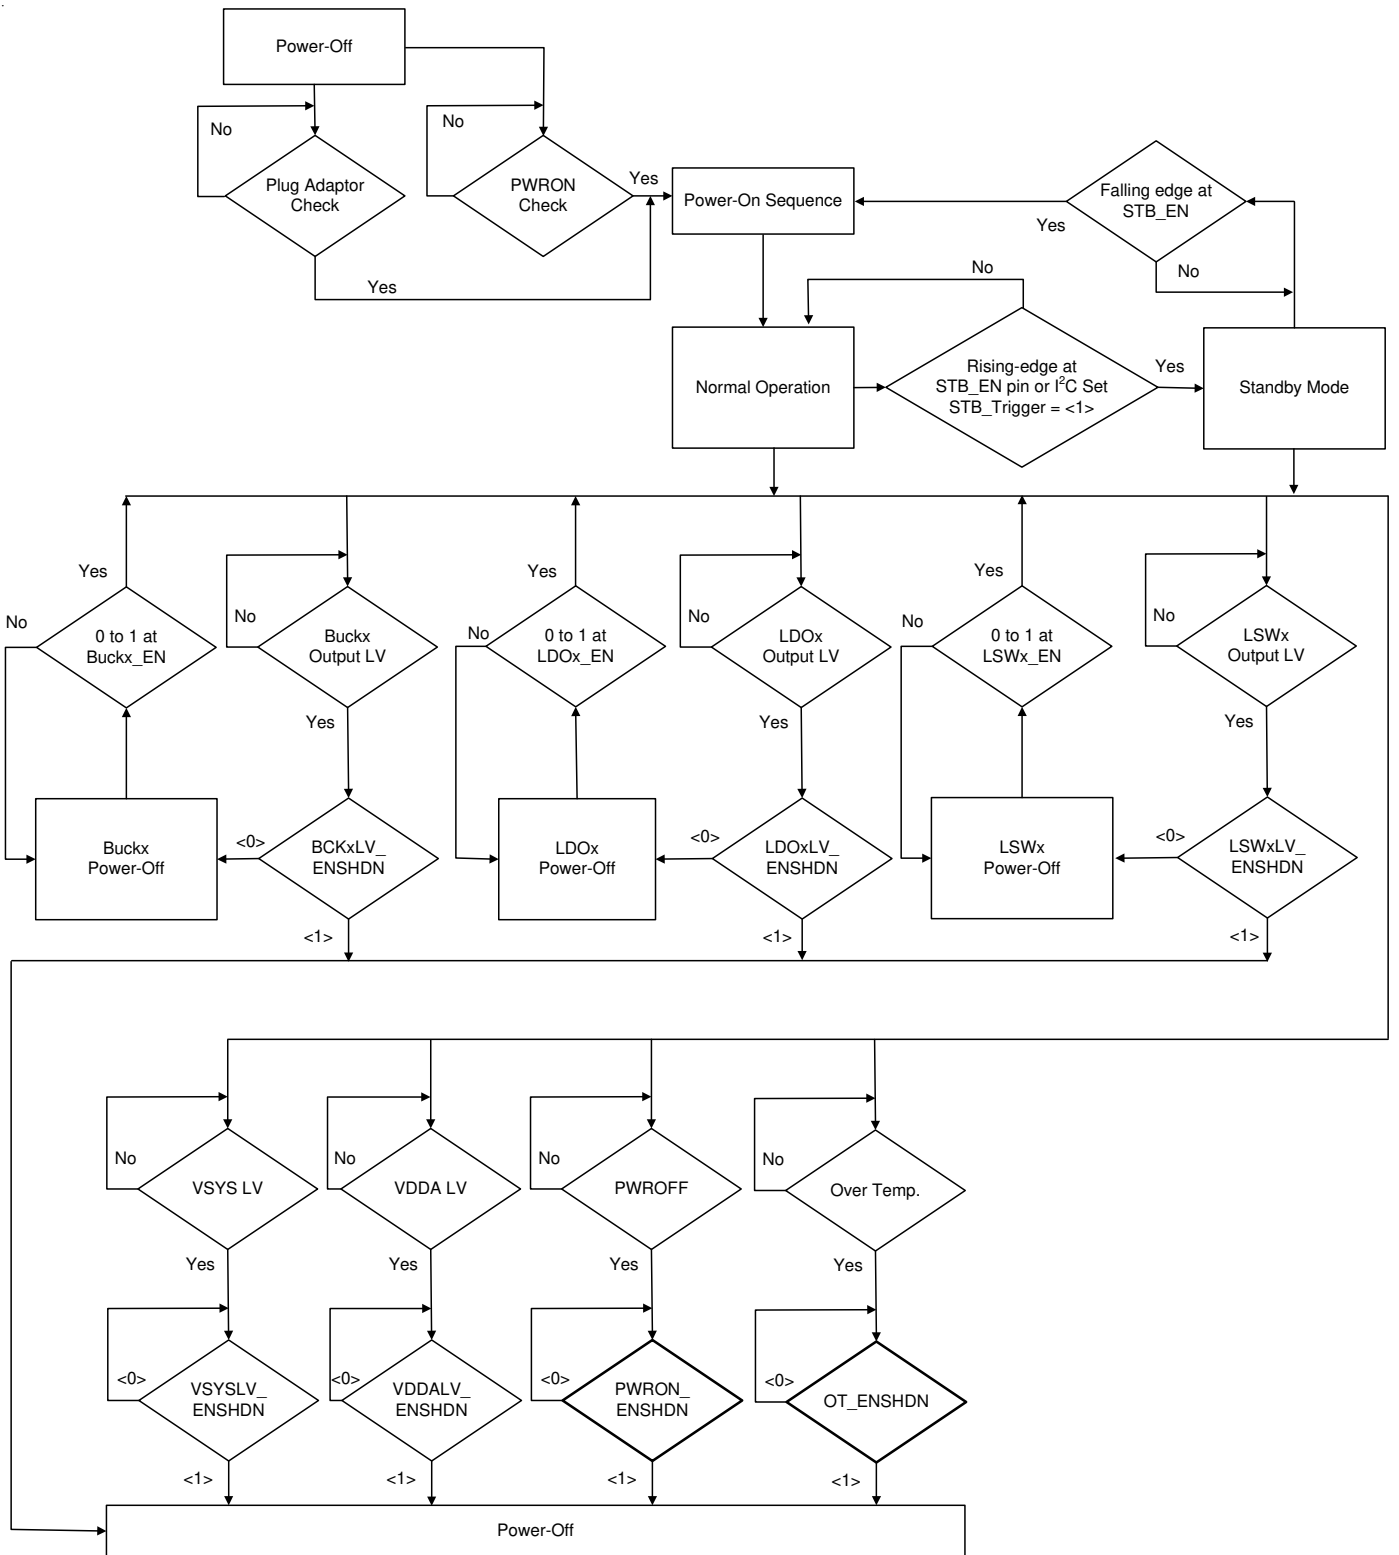 Power-Off
No
No
Plug Adaptor
Check
PWRON
Check
Yes
Power-On Sequence
Falling edge at
STB_EN
Yes
No
Yes
No
Normal Operation
Rising-edge at
STB_EN pin or I²C Set
STB_Trigger = <1>
Yes
Standby Mode
Yes
No
0 to 1 at
Buckx_EN
No
Buckx
Output LV
Yes
Yes
No
0 to 1 at
LDOx_EN
No
LDOx
Output LV
Yes
Yes
No
0 to 1 at
LSWx_EN
No
LSWx
Output LV
Yes
Buckx
Power-Off
<0>
BCKxLV_
ENSHDN
<1>
LDOx
Power-Off
<0>
LDOxLV_
ENSHDN
<1>
LSWx
Power-Off
<0>
LSWxLV_
ENSHDN
<1>
No
VSYS LV
Yes
No
VDDA LV
Yes
No
PWROFF
Yes
No
Over Temp.
Yes
<0>
VSYSLV_
ENSHDN
<1>
<0>
VDDALV_
ENSHDN
<1>
<0>
PWRON_
ENSHDN
<1>
<0>
OT_ENSHDN
<1>
Power-Off